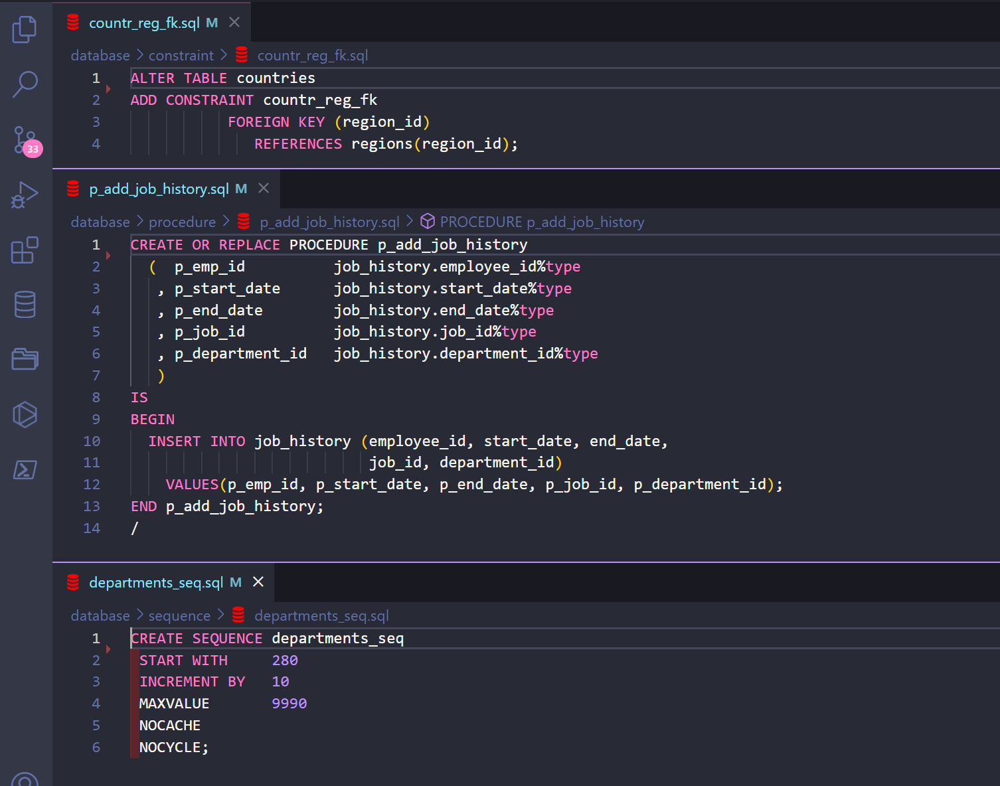 countr_reg_fk.sql M
database > constraint > countr_reg_fk.sql
1 ALTER TABLE countries
2 ADD CONSTRAINT countr_reg_fk
3            FOREIGN KEY (region_id)
4               REFERENCES regions(region_id);
33
p_add_job_history.sql M
database > procedure > p_add_job_history.sql > PROCEDURE p_add_job_history
1 CREATE OR REPLACE PROCEDURE p_add_job_history
2   (  p_emp_id          job_history.employee_id%type
3    , p_start_date      job_history.start_date%type
4    , p_end_date        job_history.end_date%type
5    , p_job_id          job_history.job_id%type
6    , p_department_id   job_history.department_id%type
7    )
8 IS
9 BEGIN
10   INSERT INTO job_history (employee_id, start_date, end_date,
11                            job_id, department_id)
12     VALUES(p_emp_id, p_start_date, p_end_date, p_job_id, p_department_id);
13 END p_add_job_history;
14 /
departments_seq.sql M
database > sequence > departments_seq.sql
1 CREATE SEQUENCE departments_seq
2  START WITH     280
3  INCREMENT BY   10
4  MAXVALUE       9990
5  NOCACHE
6  NOCYCLE;